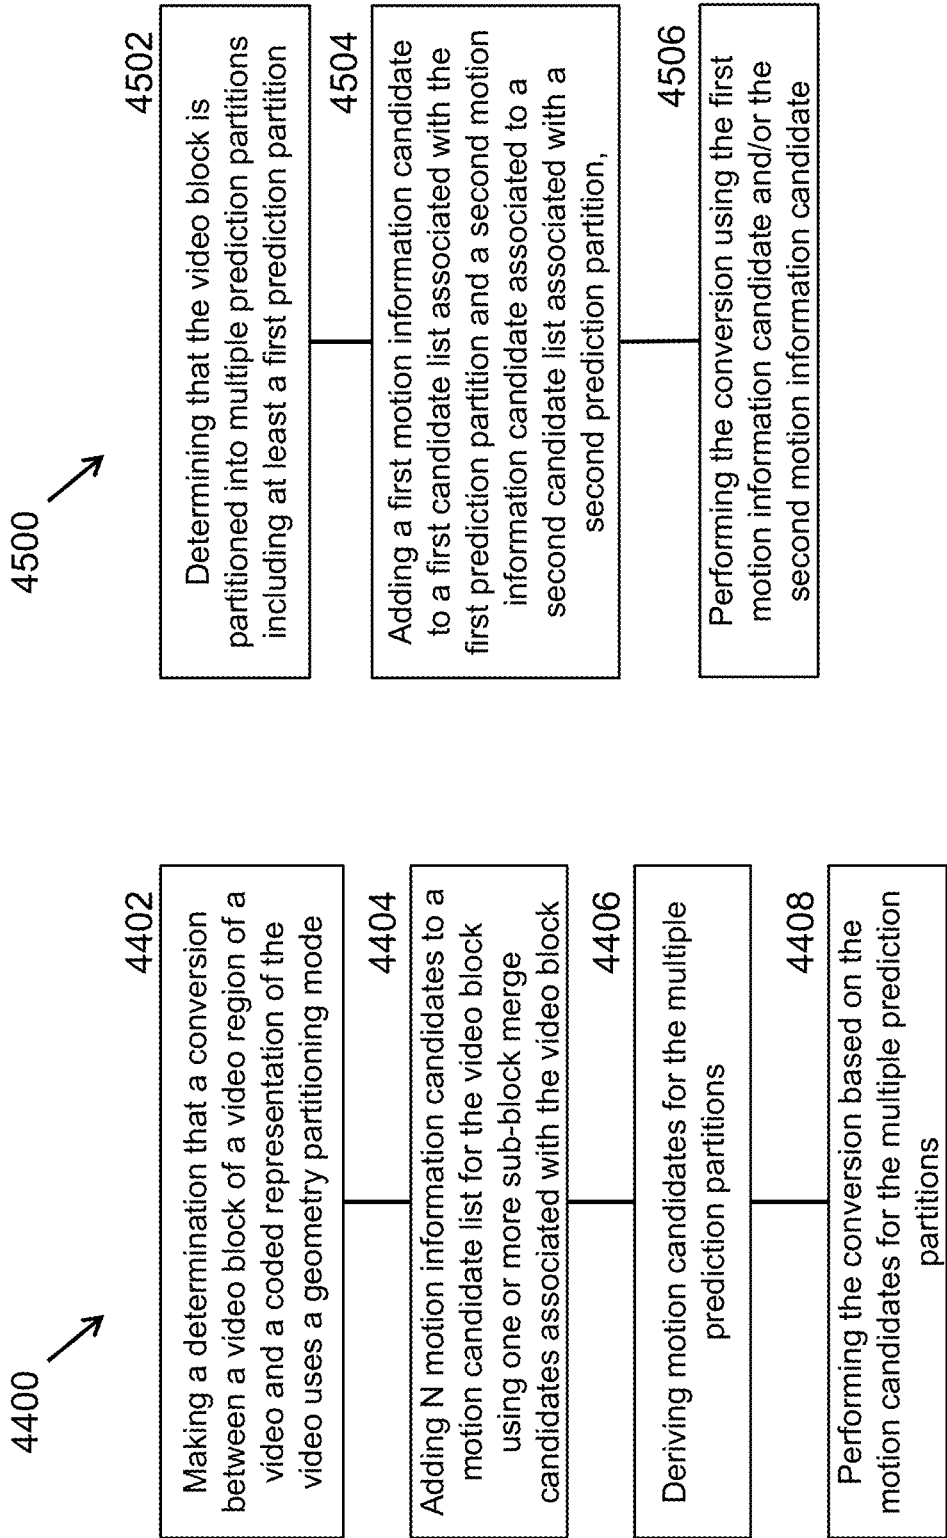 4400
4402
Making a determination that a conversion
between a video block of a video region of a
video and a coded representation of the
video uses a geometry partitioning mode
4404
Adding N motion information candidates to a
motion candidate list for the video block
using one or more sub-block merge
candidates associated with the video block
4406
Deriving motion candidates for the multiple
prediction partitions
4408
Performing the conversion based on the
motion candidates for the multiple prediction
partitions
4500
4502
Determining that the video block is
partitioned into multiple prediction partitions
including at least a first prediction partition
4504
Adding a first motion information candidate
to a first candidate list associated with the
first prediction partition and a second motion
information candidate associated to a
second candidate list associated with a
second prediction partition,
4506
Performing the conversion using the first
motion information candidate and/or the
second motion information candidate